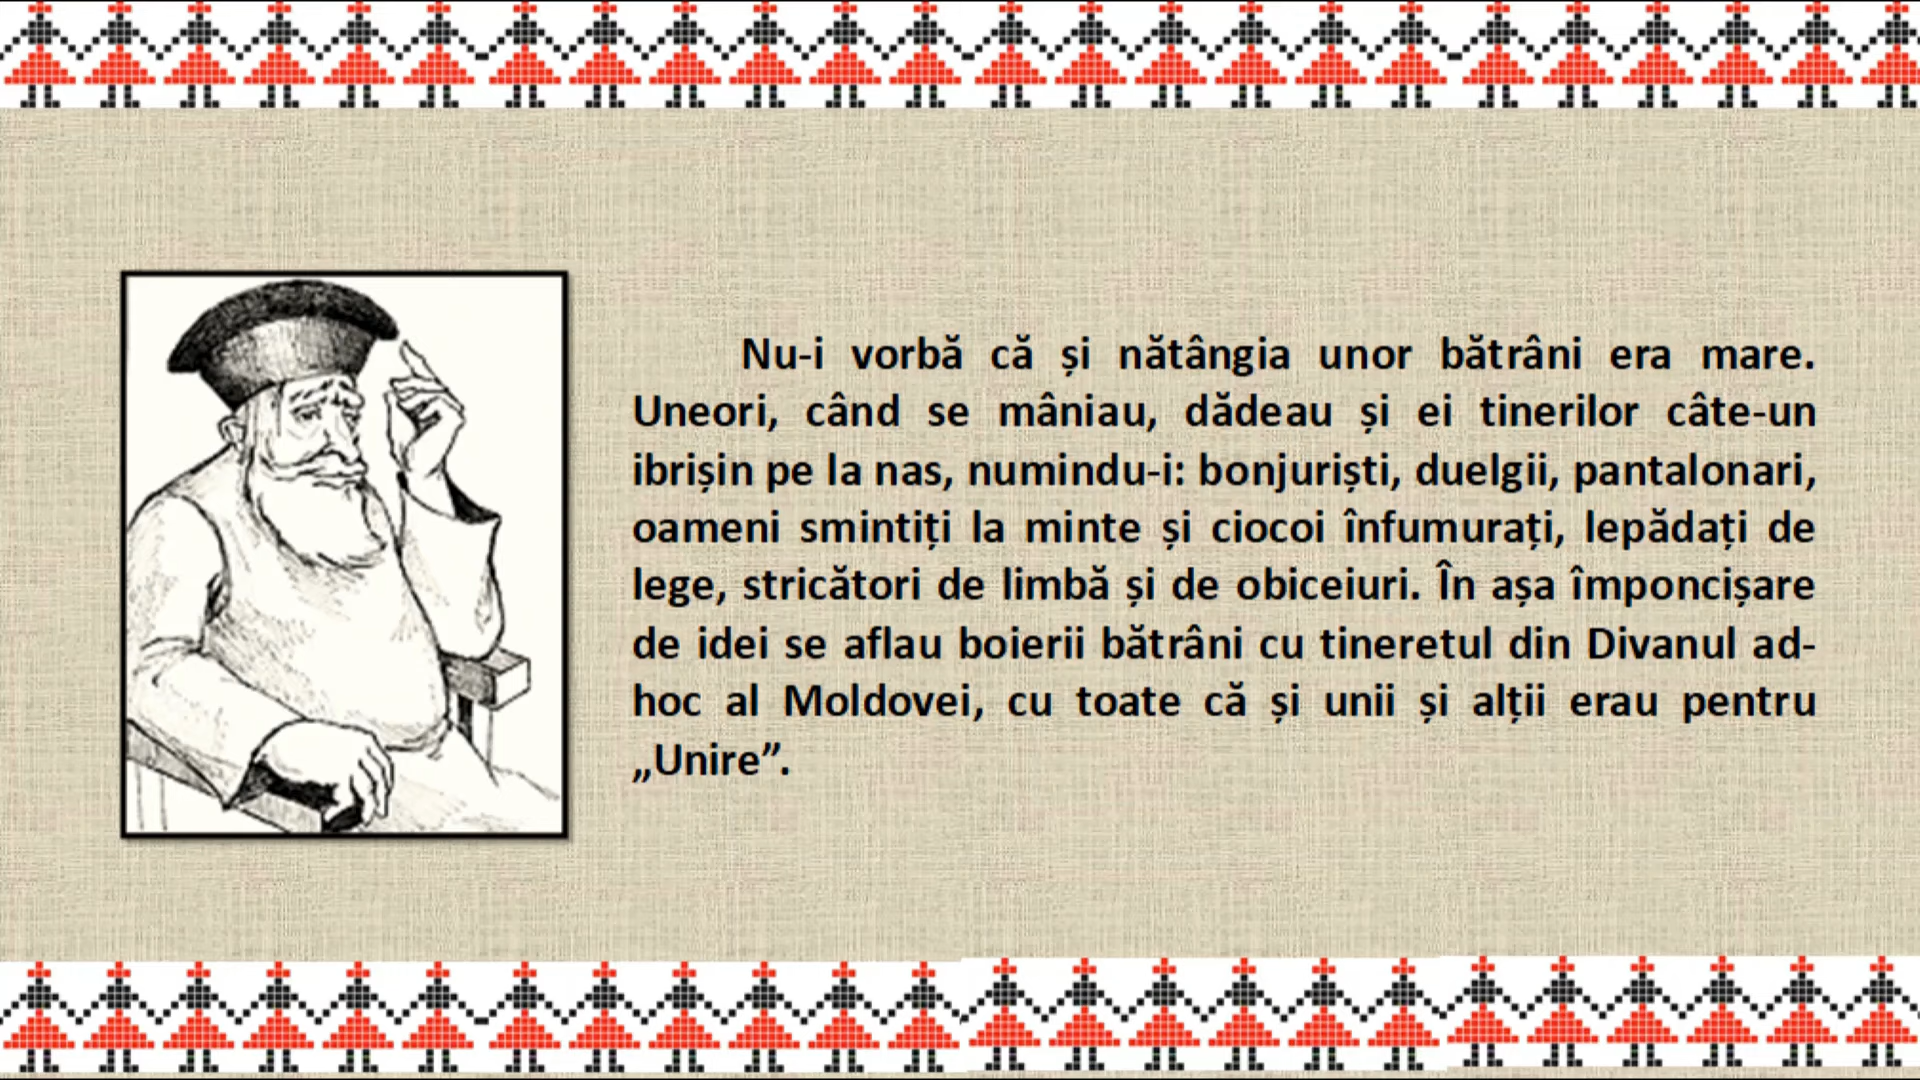 Nu-i vorbă că și nătângia unor bătrâni era mare.
Uneori, când se mâniau, dădeau și ei tinerilor câte-un
ibrișin pe la nas, numindu-i: bonjuriști, duelgii, pantalonari,
oameni smintiți la minte și ciocoi înfumurați, lepădați de
lege, stricători de limbă și de obiceiuri. În așa împoncișare
de idei se aflau boierii bătrâni cu tineretul din Divanul ad-
hoc al Moldovei, cu toate că și unii și alții erau pentru
„Unire”.